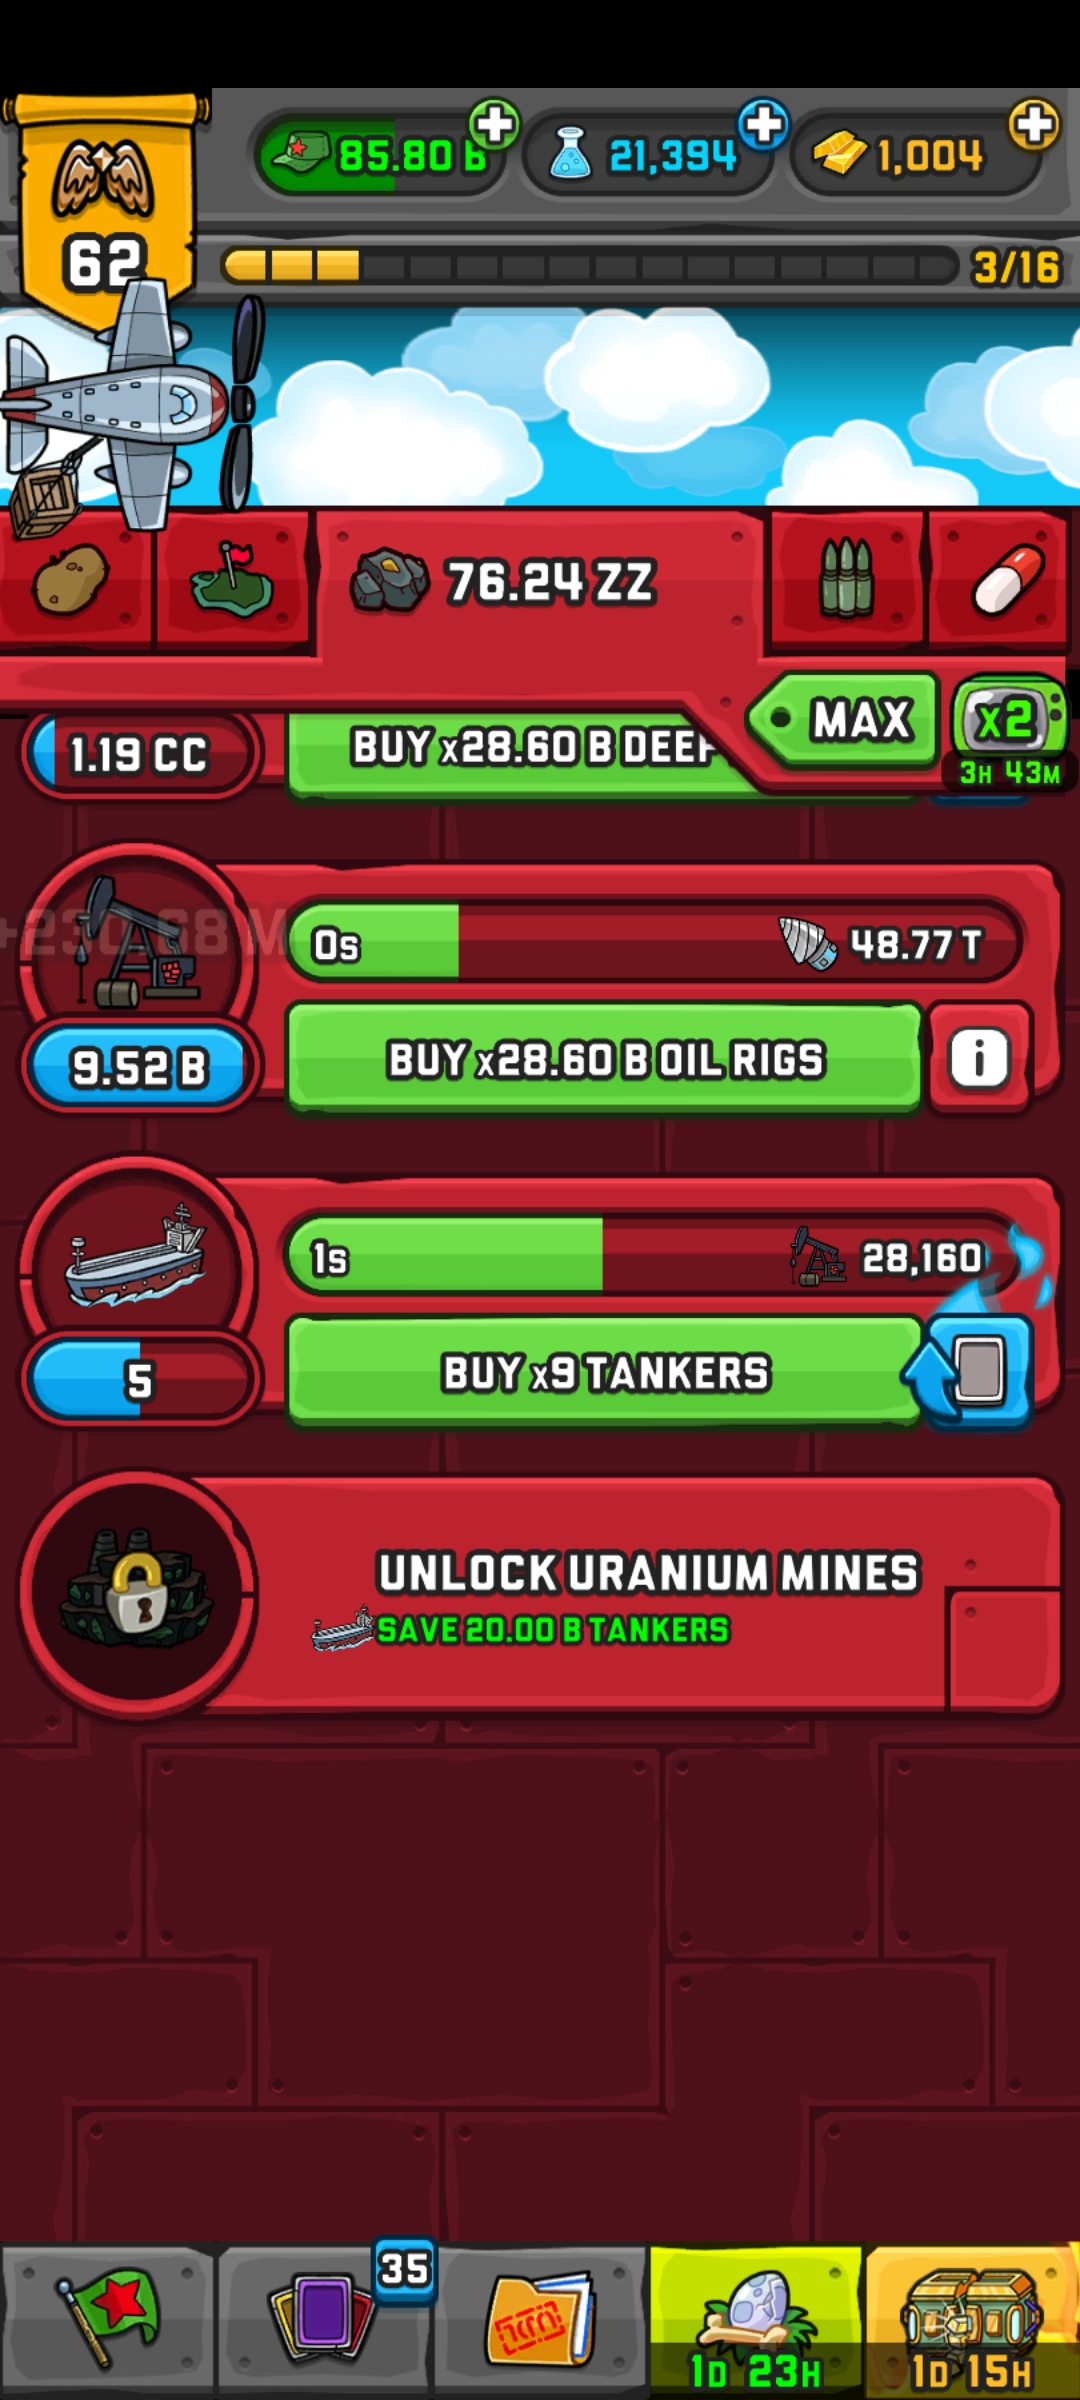 85.80 B
21,394
1,004
62
3/16
76.24 ZZ
MAX
x2
3H 43M
1.19 CC
BUY x28.60 B DEEP
+230.68 M
0s
48.77 T
9.52 B
BUY x28.60 B OIL RIGS
i
1s
28,160
5
BUY x9 TANKERS
UNLOCK URANIUM MINES
SAVE 20.00 B TANKERS
35
1D 23H
1D 15H